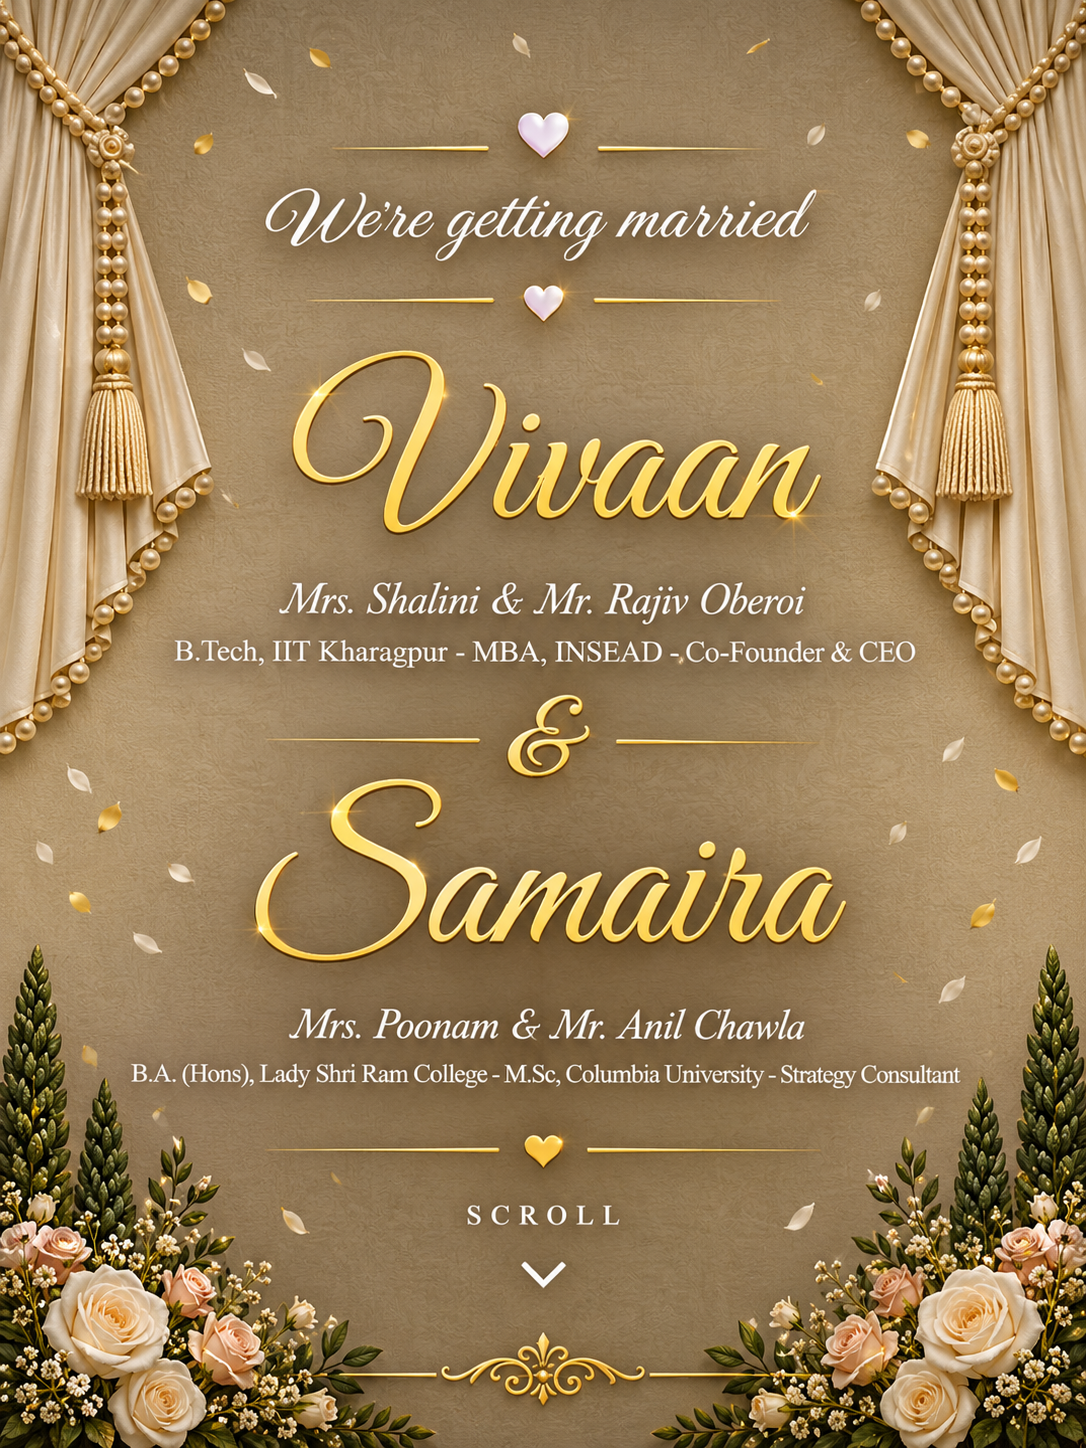 We're getting married
Vivaan
Mrs. Shalini & Mr. Rajiv Oberoi
B.Tech, IIT Kharagpur - MBA, INSEAD - Co-Founder & CEO
&
Samaira
Mrs. Poonam & Mr. Anil Chawla
B.A. (Hons), Lady Shri Ram College - M.Sc, Columbia University - Strategy Consultant
SCROLL